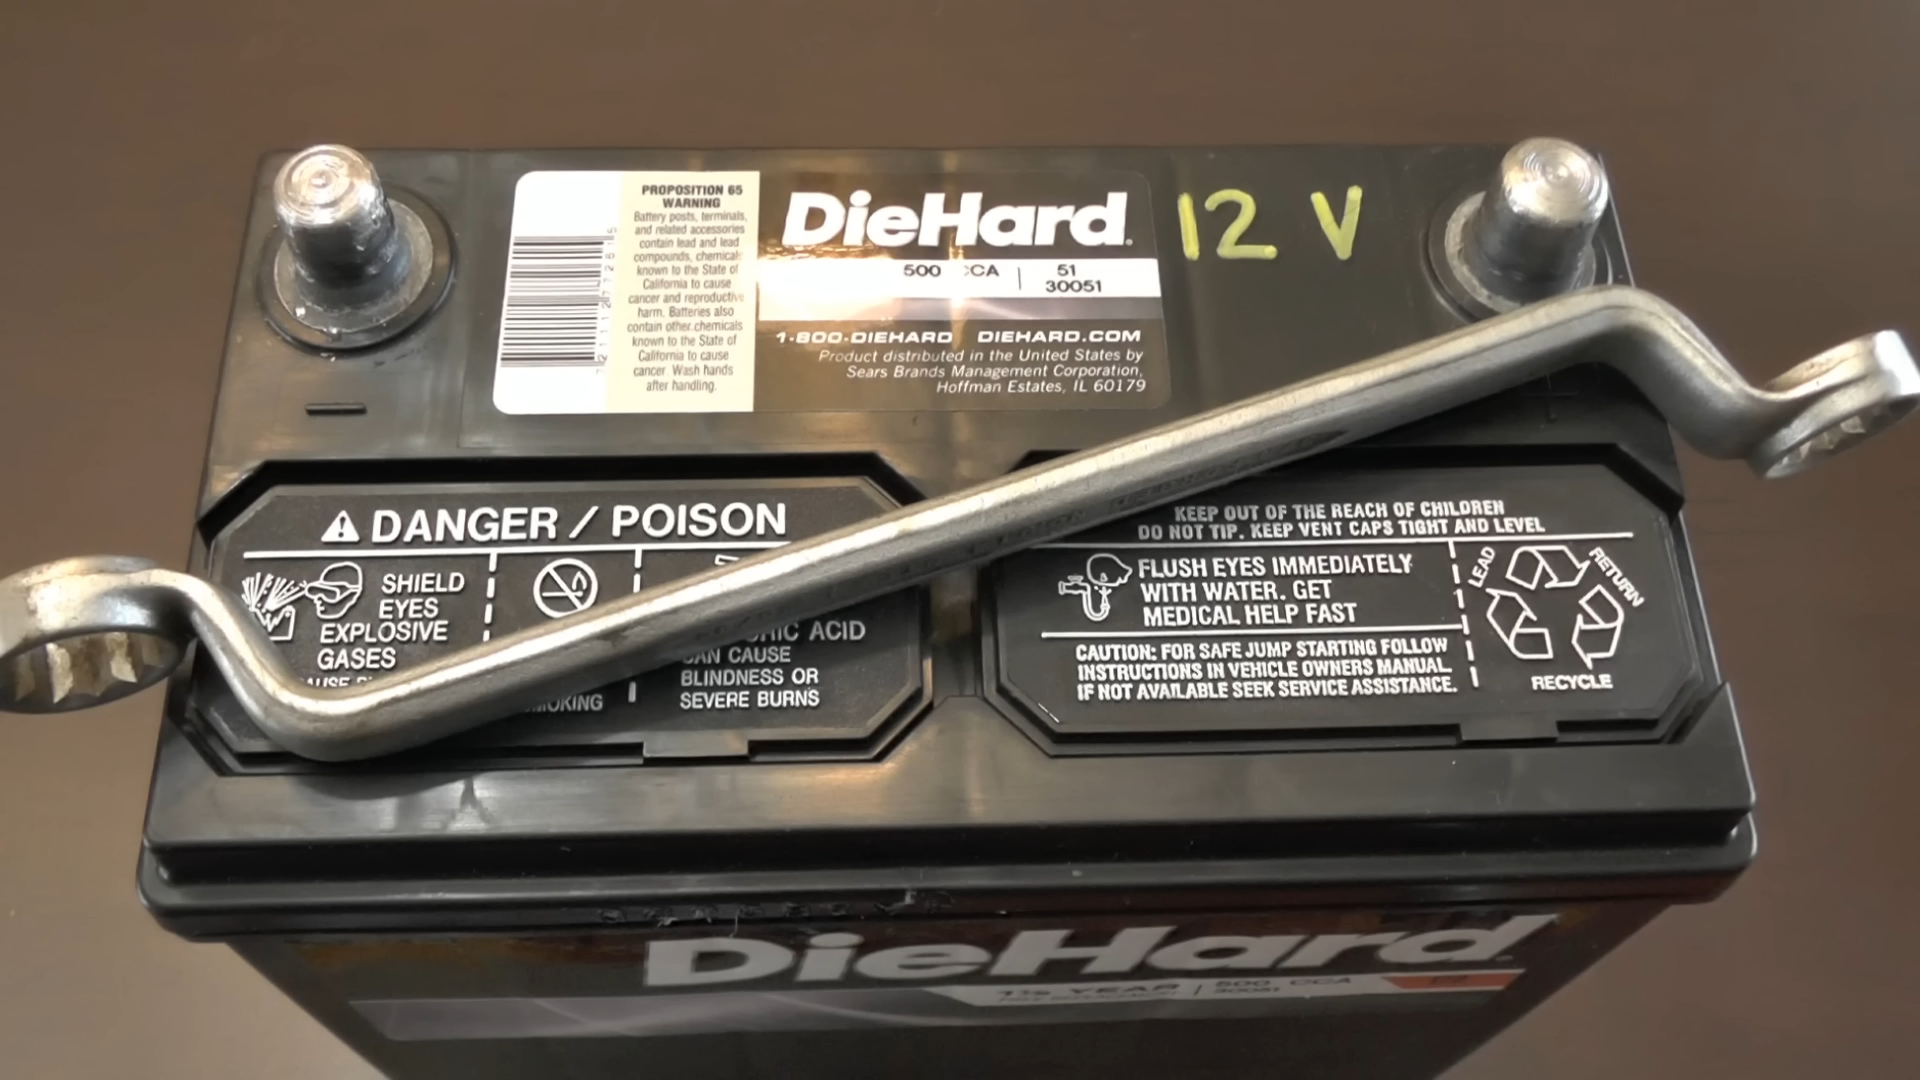 PROPOSITION 65
WARNING
Battery posts, terminals,
and related accessories
contain lead and lead
compounds, chemicals
known to the State of
California to cause
cancer and reproductive
harm. Batteries also
contain other chemicals
known to the State of
California to cause
cancer. Wash hands
after handling.
DieHard
500 CCA | 51
30051
1-800-DIEHARD DIEHARD.COM
Product distributed in the United States by
Sears Brands Management Corporation,
Hoffman Estates, IL 60179
12 V
DANGER / POISON
SHIELD
EYES
EXPLOSIVE
GASES
ACID
CAN CAUSE
BLINDNESS OR
SEVERE BURNS
KEEP OUT OF THE REACH OF CHILDREN
DO NOT TIP. KEEP VENT CAPS TIGHT AND LEVEL
FLUSH EYES IMMEDIATELY
WITH WATER. GET
MEDICAL HELP FAST
CAUTION: FOR SAFE JUMP STARTING FOLLOW
INSTRUCTIONS IN VEHICLE OWNERS MANUAL
IF NOT AVAILABLE SEEK SERVICE ASSISTANCE.
LEAD
RETURN
RECYCLE
DieHard
YEAR | 500 CCA
30051